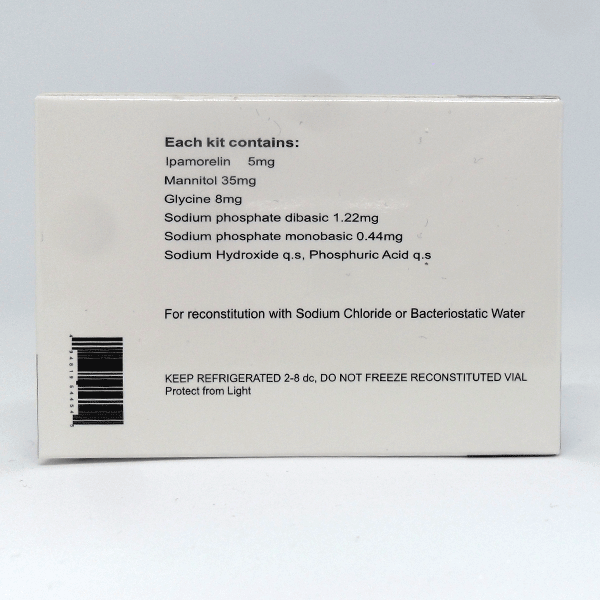 Each kit contains:
Ipamorelin 5mg
Mannitol 35mg
Glycine 8mg
Sodium phosphate dibasic 1.22mg
Sodium phosphate monobasic 0.44mg
Sodium Hydroxide q.s, Phosphuric Acid q.s
For reconstitution with Sodium Chloride or Bacteriostatic Water
KEEP REFRIGERATED 2-8 dc, DO NOT FREEZE RECONSTITUTED VIAL
Protect from Light